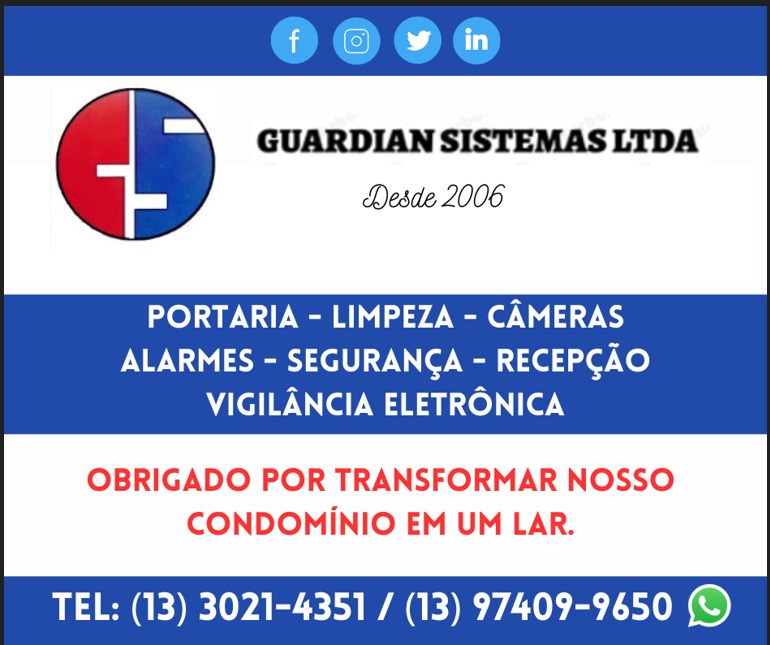 GUARDIAN SISTEMAS LTDA
Desde 2006
PORTARIA - LIMPEZA - CÂMERAS
ALARMES - SEGURANÇA - RECEPÇÃO
VIGILÂNCIA ELETRÔNICA
OBRIGADO POR TRANSFORMAR NOSSO
CONDOMÍNIO EM UM LAR.
TEL: (13) 3021-4351 / (13) 97409-9650